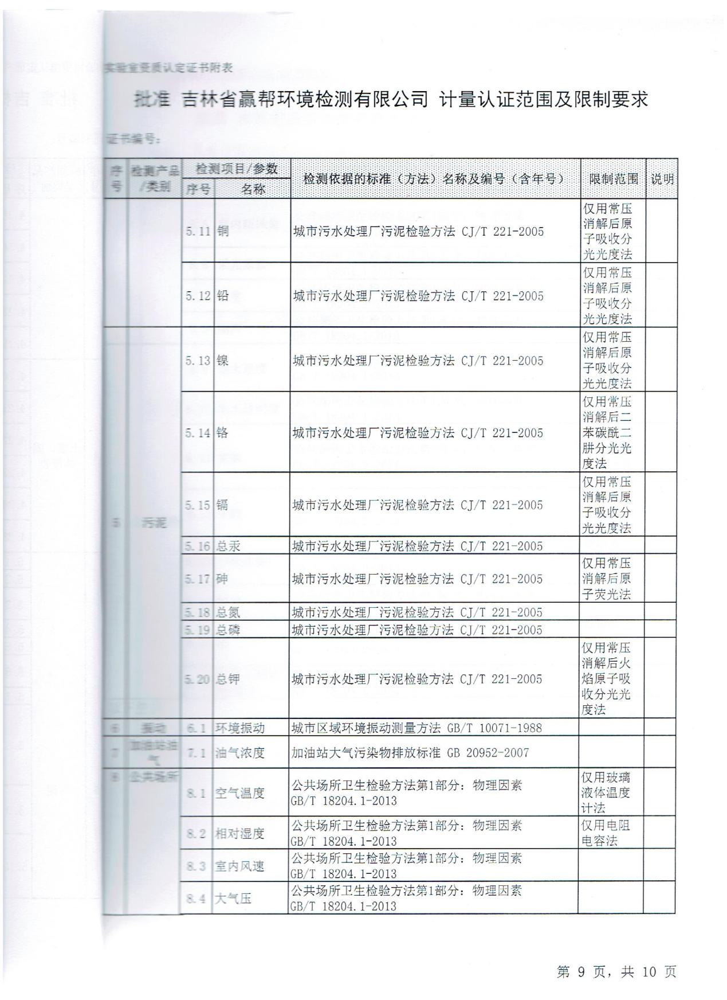 实验室资质认定证书附表
批准 吉林省赢帮环境检测有限公司 计量认证范围及限制要求
证书编号:
序号 检测产品/类别 检测项目/参数 检测依据的标准（方法）名称及编号（含年号） 限制范围 说明
序号 名称
5.11 铜 城市污水处理厂污泥检验方法 CJ/T 221-2005 仅用常压
消解后原
子吸收分
光光度法
5.12 铅 城市污水处理厂污泥检验方法 CJ/T 221-2005 仅用常压
消解后原
子吸收分
光光度法
5 污泥
5.13 镍 城市污水处理厂污泥检验方法 CJ/T 221-2005 仅用常压
消解后原
子吸收分
光光度法
5.14 铬 城市污水处理厂污泥检验方法 CJ/T 221-2005 仅用常压
消解后二
苯碳酰二
肼分光光
度法
5.15 镉 城市污水处理厂污泥检验方法 CJ/T 221-2005 仅用常压
消解后原
子吸收分
光光度法
5.16 总汞 城市污水处理厂污泥检验方法 CJ/T 221-2005
5.17 砷 城市污水处理厂污泥检验方法 CJ/T 221-2005 仅用常压
消解后原
子荧光法
5.18 总氮 城市污水处理厂污泥检验方法 CJ/T 221-2005
5.19 总磷 城市污水处理厂污泥检验方法 CJ/T 221-2005
5.20 总钾 城市污水处理厂污泥检验方法 CJ/T 221-2005 仅用常压
消解后火
焰原子吸
收分光光
度法
6 振动 6.1 环境振动 城市区域环境振动测量方法 GB/T 10071-1988
7 加油站油气 7.1 油气浓度 加油站大气污染物排放标准 GB 20952-2007
8 公共场所
8.1 空气温度 公共场所卫生检验方法第1部分: 物理因素
GB/T 18204.1-2013 仅用玻璃
液体温度
计法
8.2 相对湿度 公共场所卫生检验方法第1部分: 物理因素
GB/T 18204.1-2013 仅用电阻
电容法
8.3 室内风速 公共场所卫生检验方法第1部分: 物理因素
GB/T 18204.1-2013
8.4 大气压 公共场所卫生检验方法第1部分: 物理因素
GB/T 18204.1-2013
第 9 页, 共 10 页